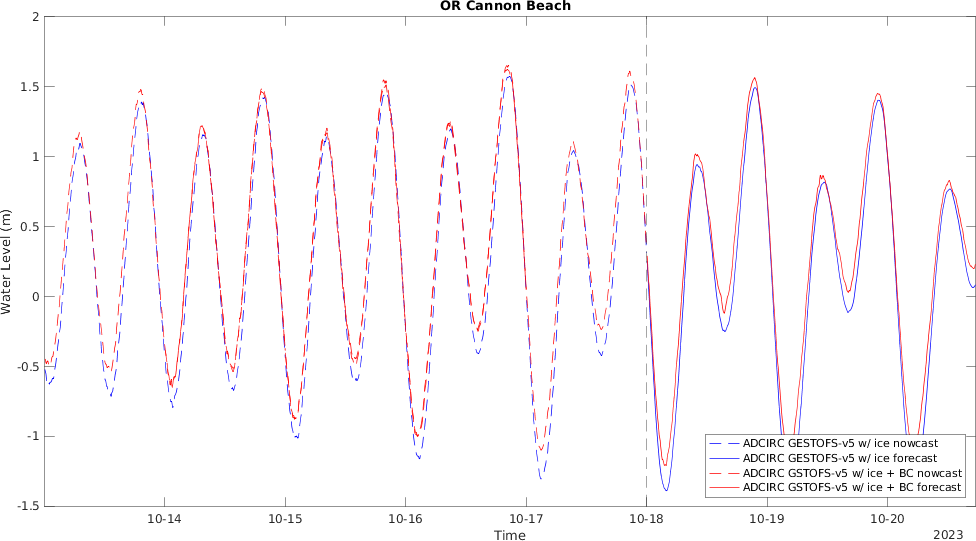 OR Cannon Beach
2
1.5
1
0.5
0
-0.5
-1
-1.5
Water Level (m)
ADCIRC GESTOFS-v5 w/ ice nowcast
ADCIRC GESTOFS-v5 w/ ice forecast
ADCIRC GSTOFS-v5 w/ ice + BC nowcast
ADCIRC GSTOFS-v5 w/ ice + BC forecast
10-14 10-15 10-16 10-17 10-18 10-19 10-20
Time
2023